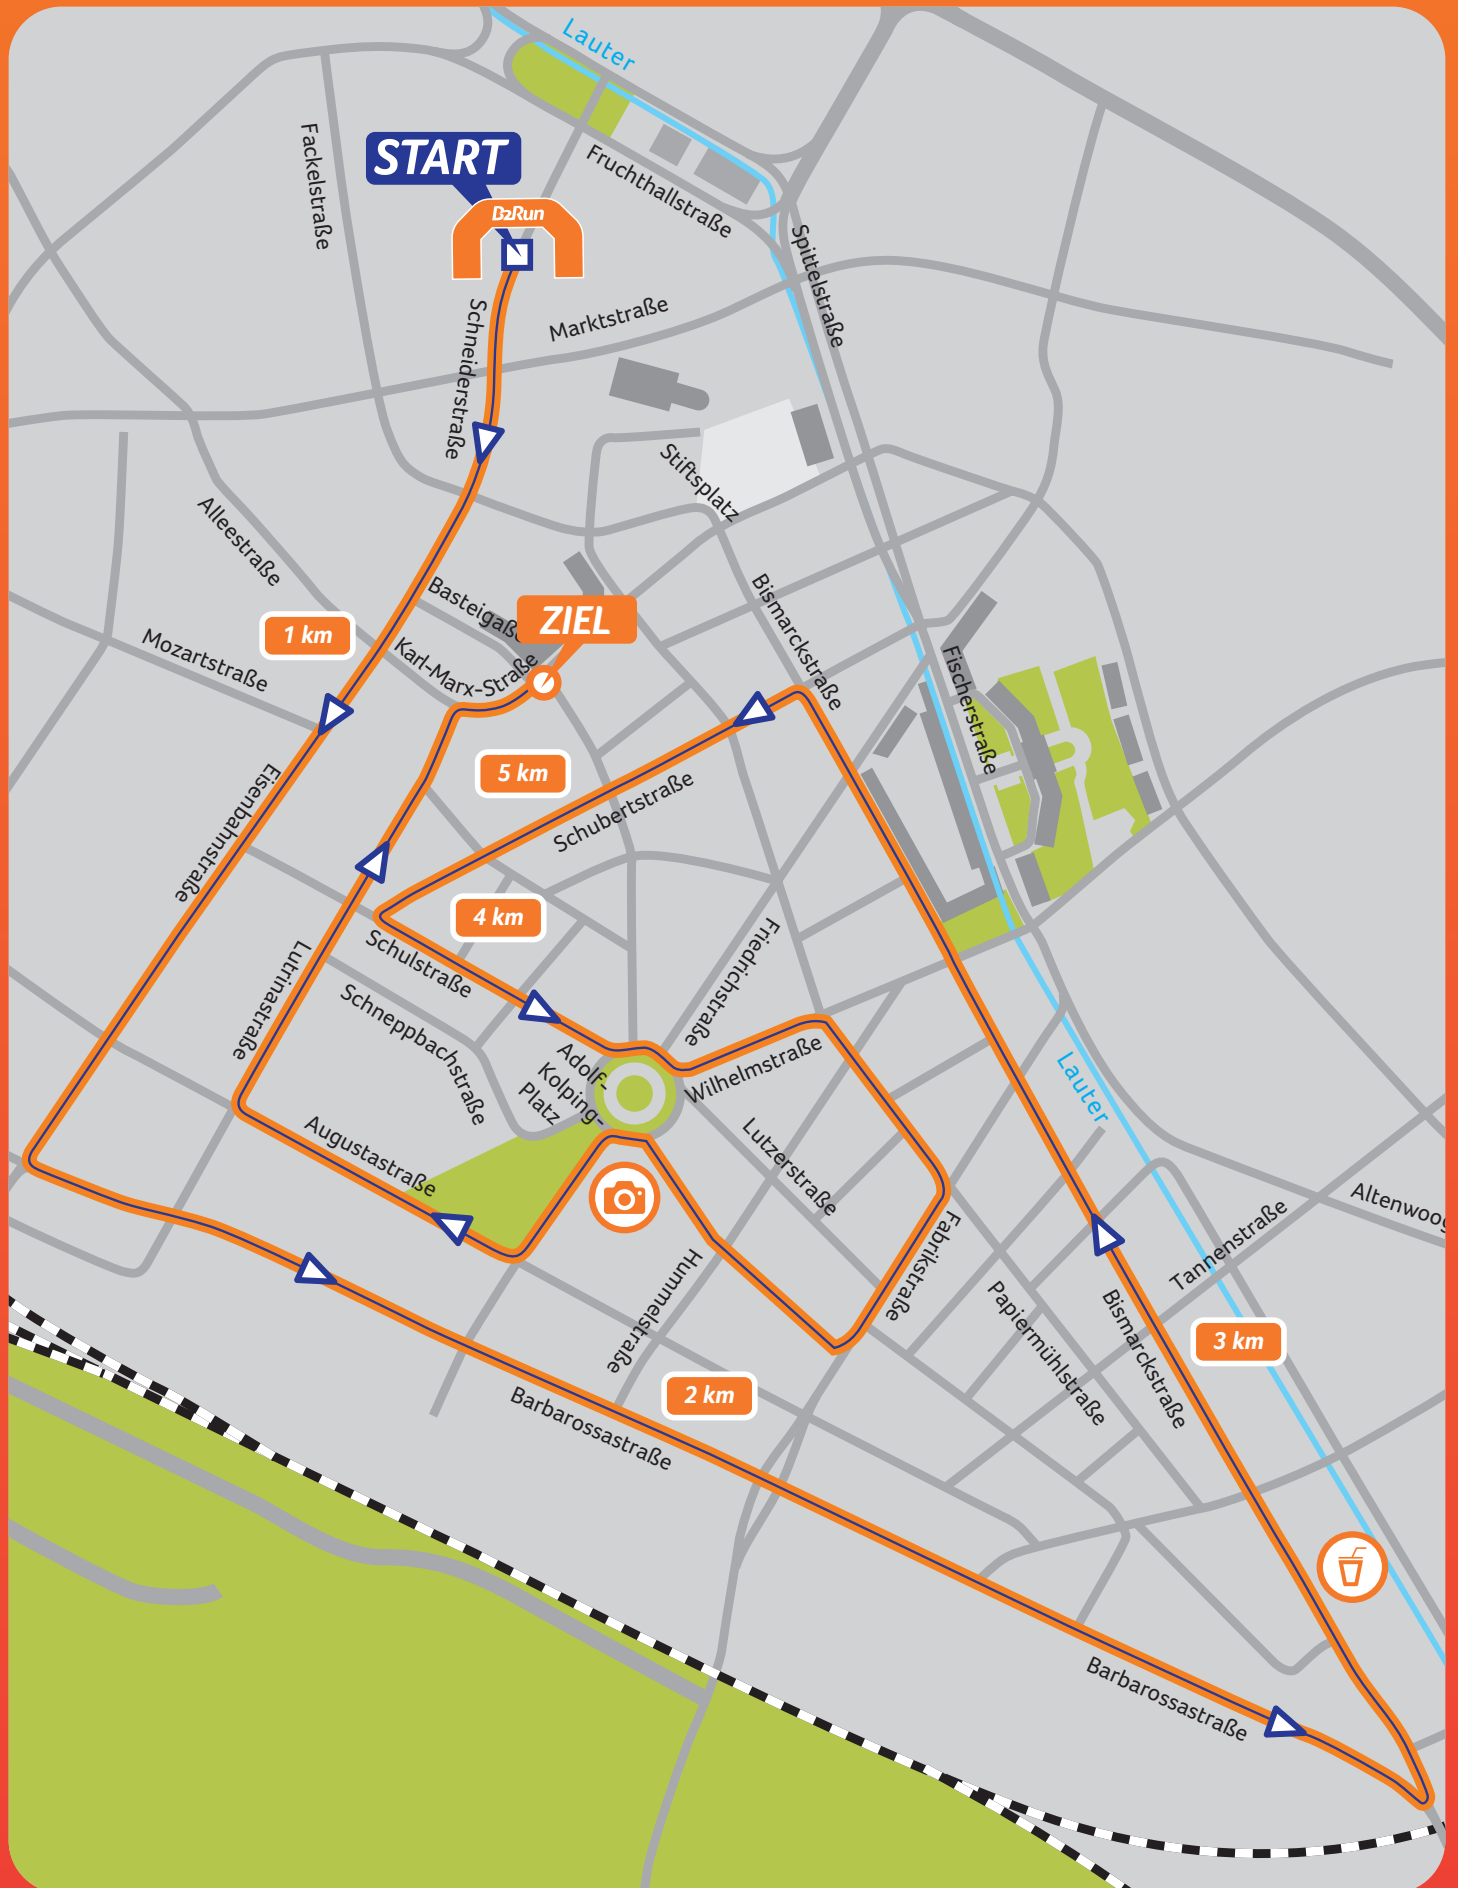 Lauter
Fackelstraße
START
Fruchthallstraße
B2Run
Spittelstraße
Schneiderstraße
Marktstraße
Stiftsplatz
Alleestraße
Basteigaß
ZIEL
Bismarckstraße
1 km
Mozartstraße
Karl-Marx-Straße
Fischerstraße
5 km
Eisenbahnstraße
Schubertstraße
4 km
Schulstraße
Friedrichstraße
Lutrinastraße
Schneppbachstraße
Adolf-
Kolping-
Platz
Wilhelmstraße
Lauter
Augustastraße
Lutzerstraße
Altenwoog
Tannenstraße
Fabrikstraße
Hummelstraße
Papiermühlstraße
Bismarckstraße
3 km
2 km
Barbarossastraße
Barbarossastraße